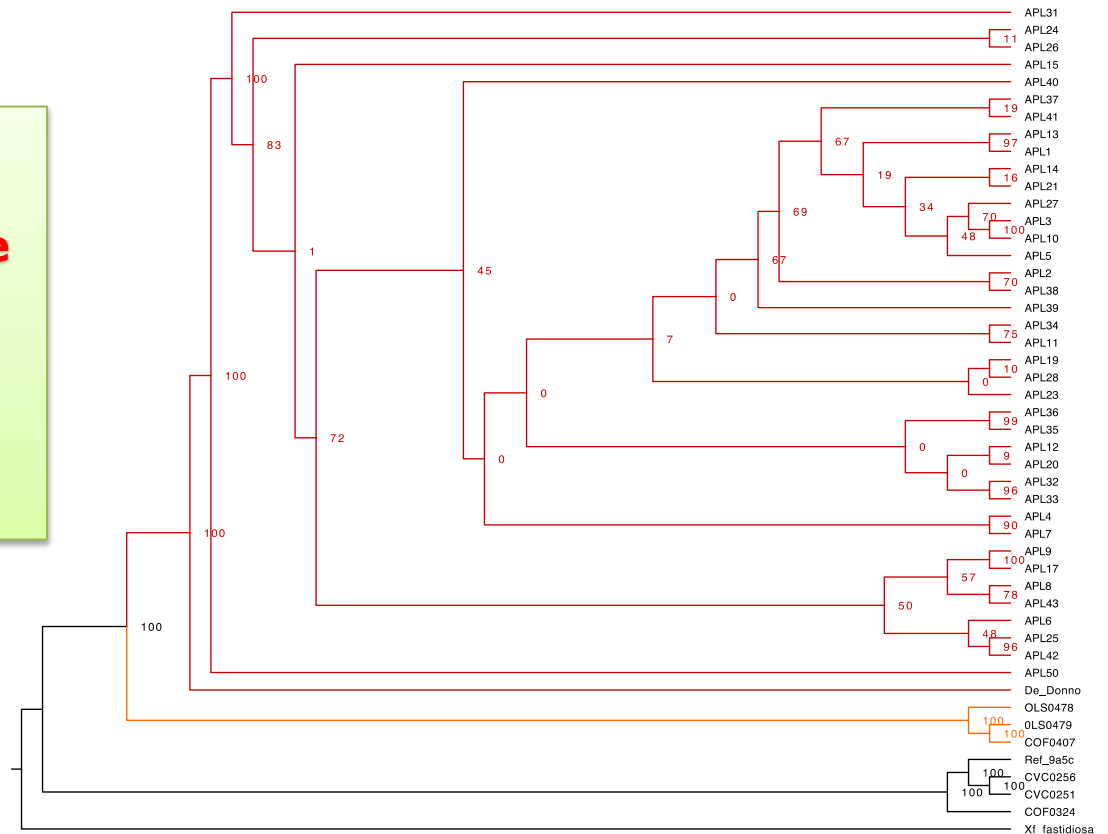 APL31
APL24
11
APL26
APL15
100
APL40
APL37
19
APL41
APL13
67
97
83
APL1
APL14
19
16
APL21
APL27
34
70
69
APL3
100
48
APL10
1
APL5
67
45
APL2
70
APL38
0
APL39
APL34
75
7
APL11
APL19
10
100
APL28
0
0
APL23
APL36
99
APL35
72
0
APL12
9
0
APL20
0
APL32
96
APL33
APL4
90
100
APL7
APL9
100
57
APL17
APL8
78
50
APL43
APL6
100
48
APL25
96
APL42
APL50
De_Donno
OLS0478
100
0LS0479
100
COF0407
Ref_9a5c
100
CVC0256
100
100
CVC0251
COF0324
Xf_fastidiosa
e